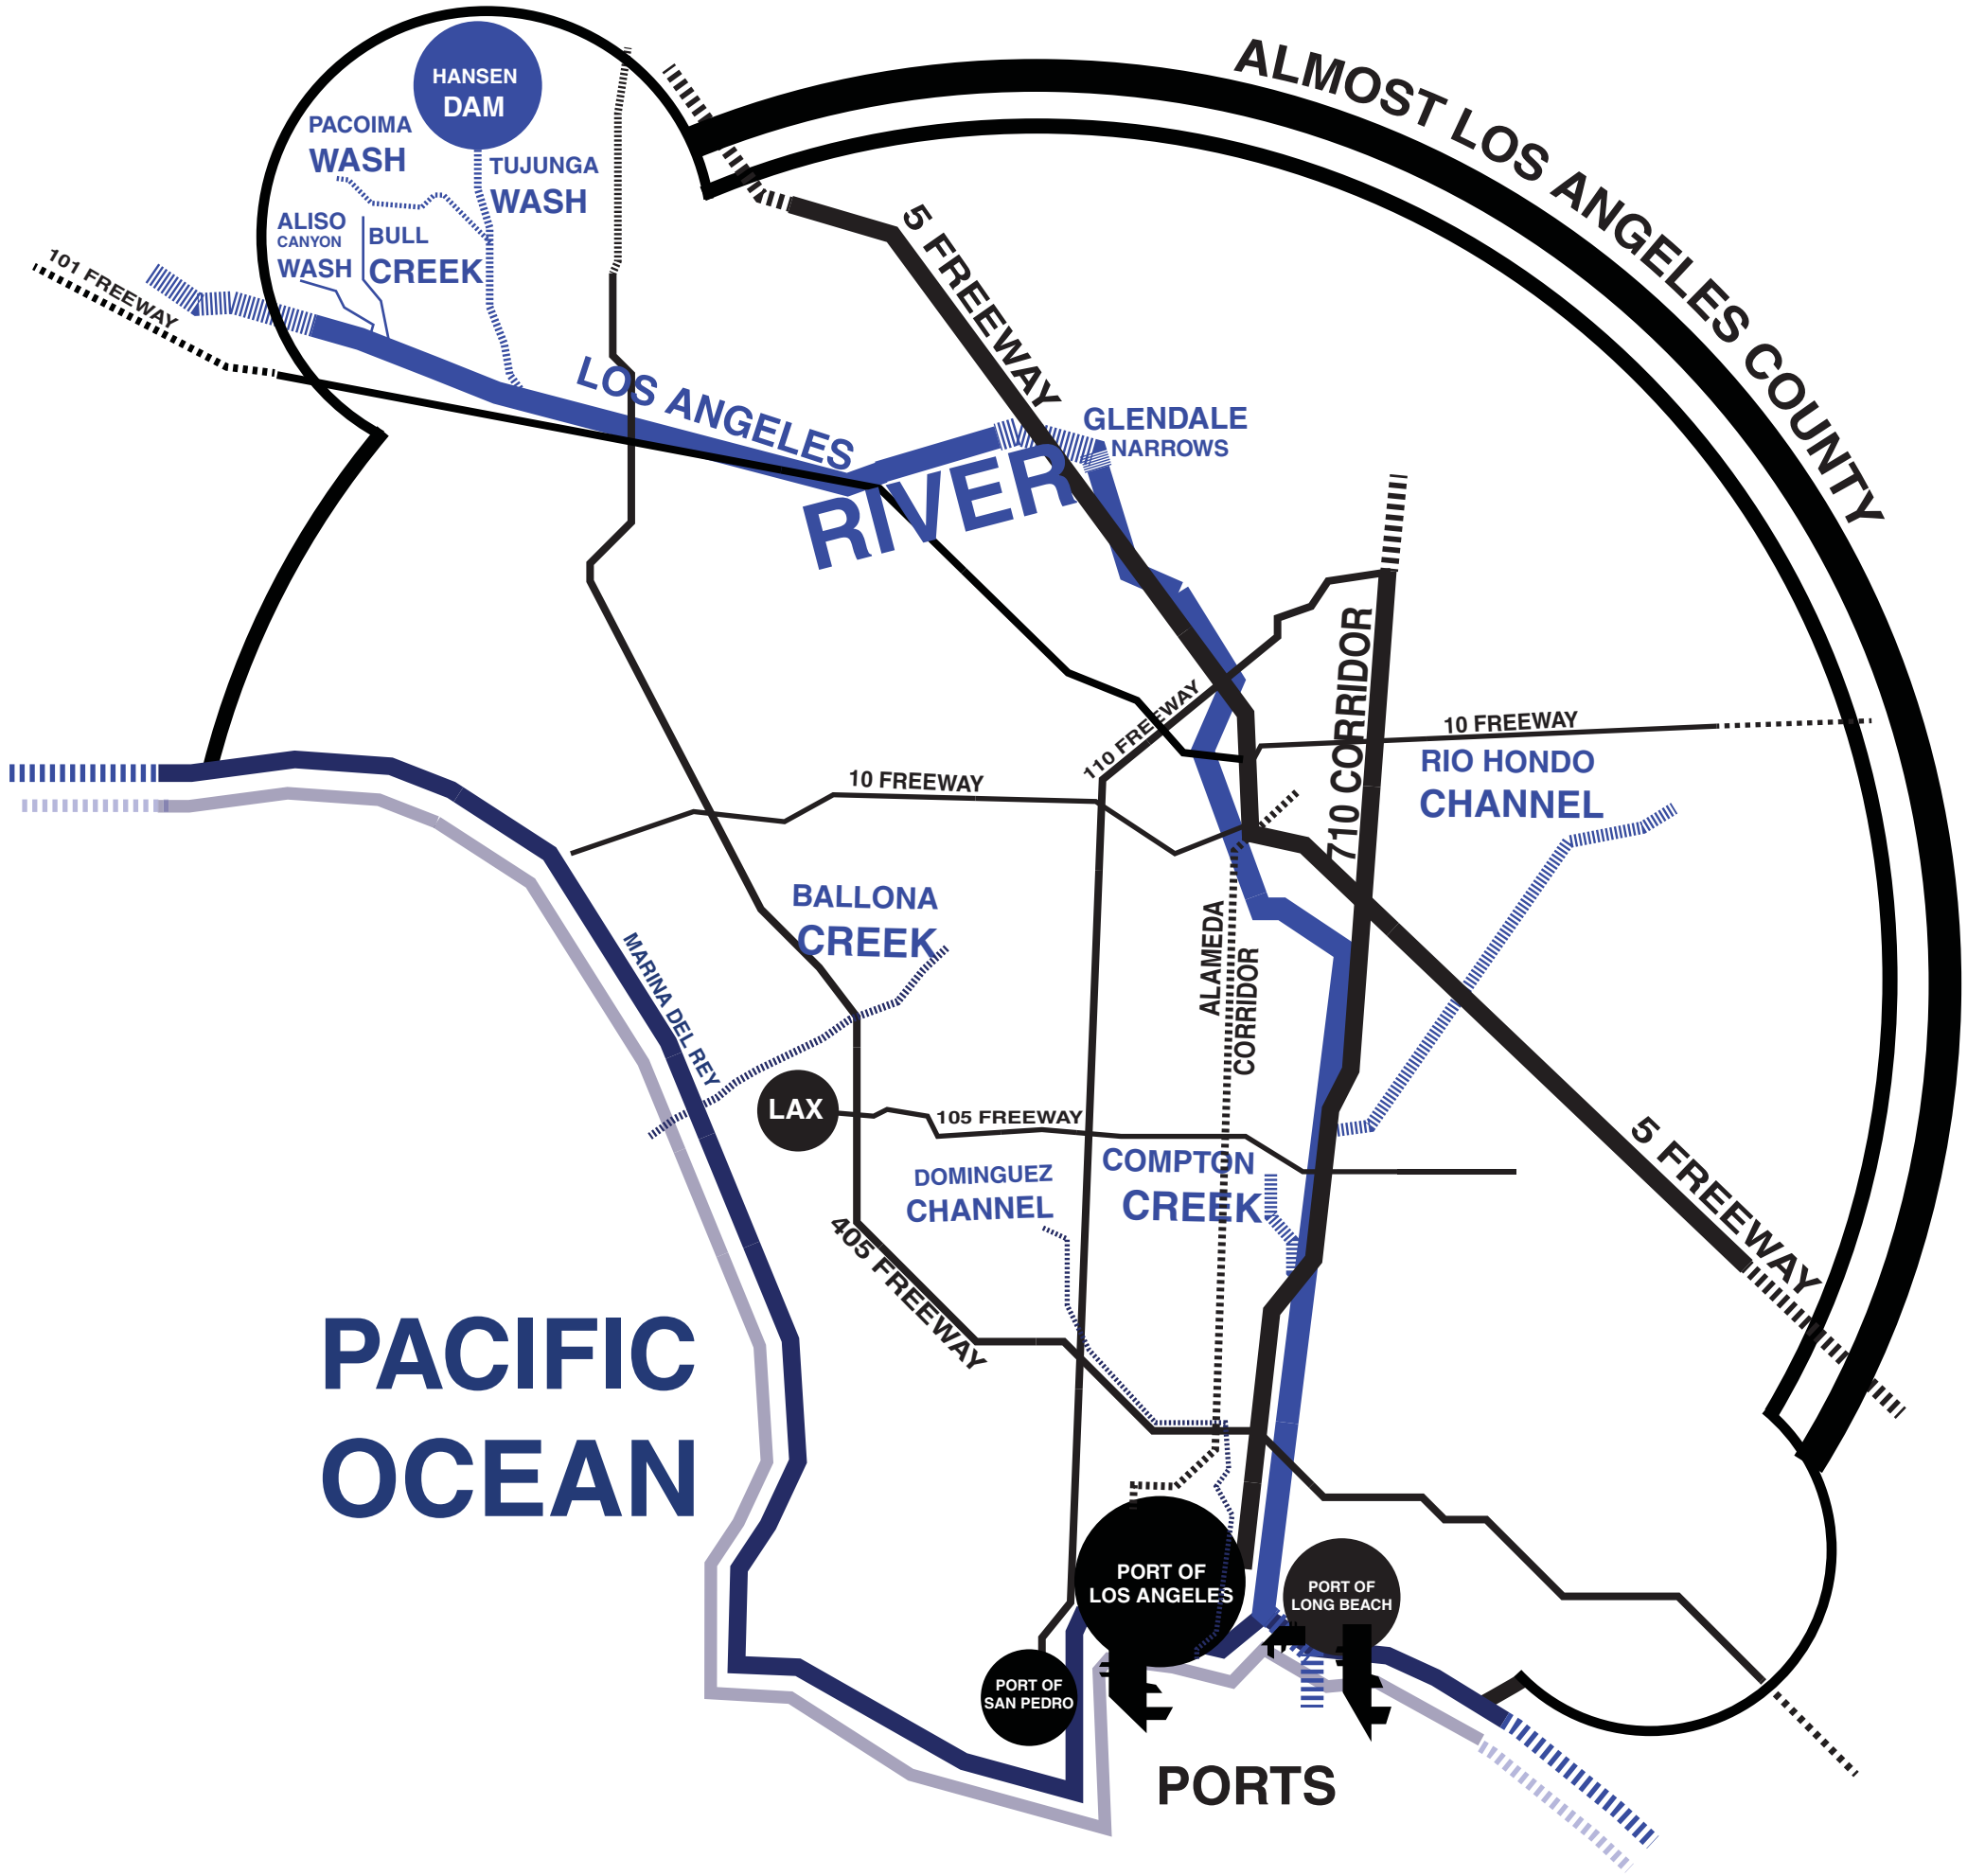 ALMOST LOS ANGELES COUNTY
HANSEN
DAM
PACOIMA
WASH
TUJUNGA
WASH
ALISO
CANYON
WASH
BULL
CREEK
101 FREEWAY
5 FREEWAY
LOS ANGELES
RIVER
GLENDALE
NARROWS
710 CORRIDOR
110 FREEWAY
10 FREEWAY
RIO HONDO
CHANNEL
10 FREEWAY
BALLONA
CREEK
MARINA DEL REY
ALAMEDA
CORRIDOR
LAX
105 FREEWAY
DOMINGUEZ
CHANNEL
COMPTON
CREEK
5 FREEWAY
405 FREEWAY
PACIFIC
OCEAN
PORT OF
LOS ANGELES
PORT OF
LONG BEACH
PORT OF
SAN PEDRO
PORTS